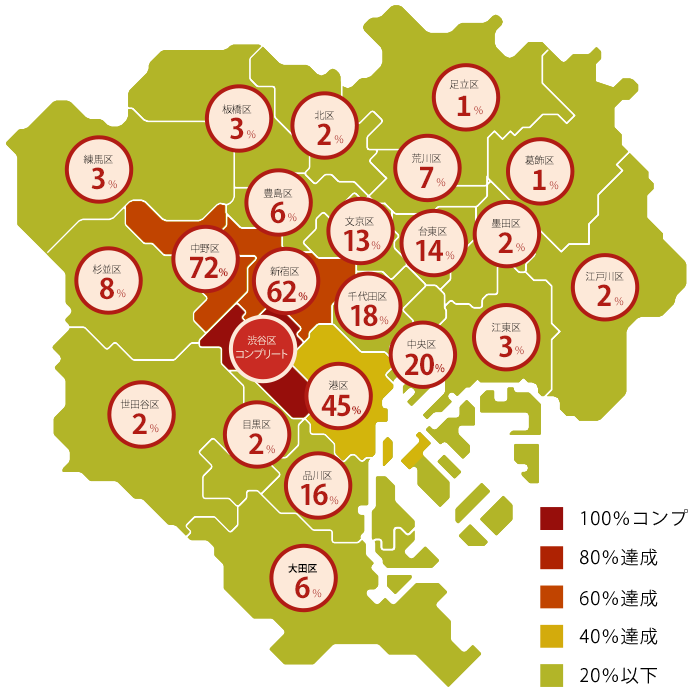 足立区
1%
板橋区
3%
北区
2%
練馬区
3%
荒川区
7%
葛飾区
1%
豊島区
6%
文京区
13%
台東区
14%
墨田区
2%
中野区
72%
杉並区
8%
新宿区
62%
千代田区
18%
江戸川区
2%
江東区
3%
渋谷区
コンプリート
中央区
20%
港区
45%
世田谷区
2%
目黒区
2%
品川区
16%
大田区
6%
100%コンプ
80%達成
60%達成
40%達成
20%以下